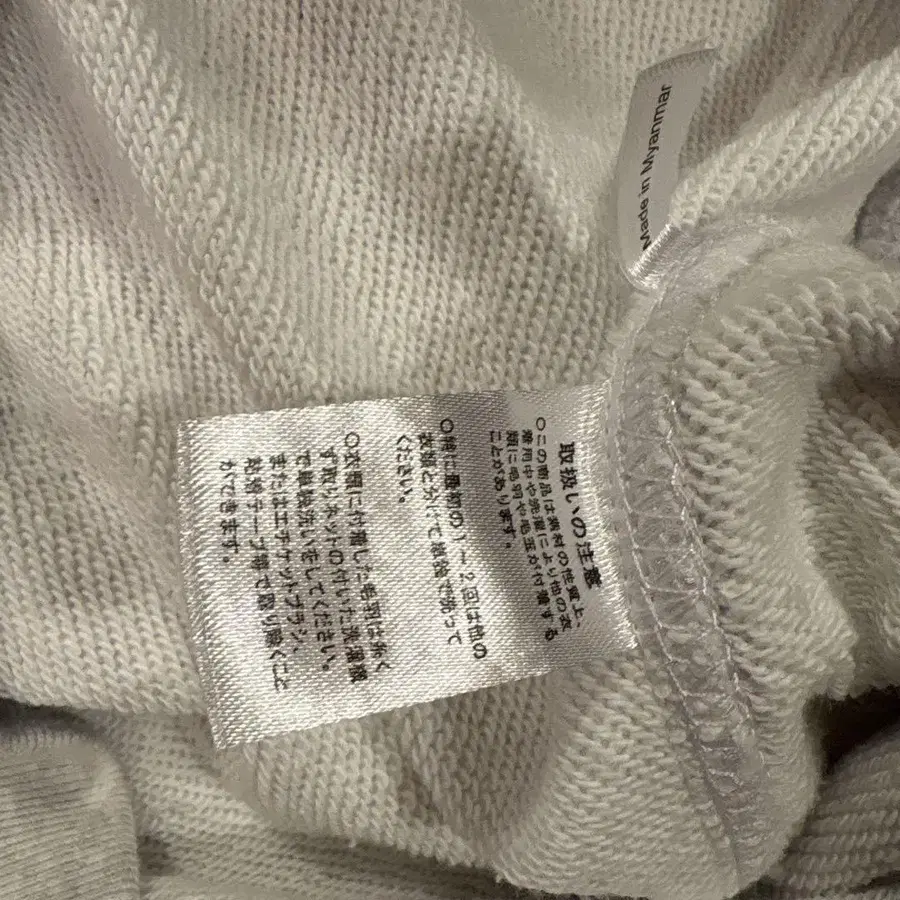 Made in Myanmar
取扱いの注意
○この商品は素材の性質上、
着用中や洗濯により他の衣
類に毛羽や毛玉が付着する
ことがあります。
○特に最初の1～2回は他の
衣類と分けて単独で洗って
ください。
○衣類に付着した毛羽は糸く
ず取りネットの付いた洗濯機
で単独洗いをしてください。
またはエチケットブラシ、
粘着テープ等で取り除くこと
ができます。